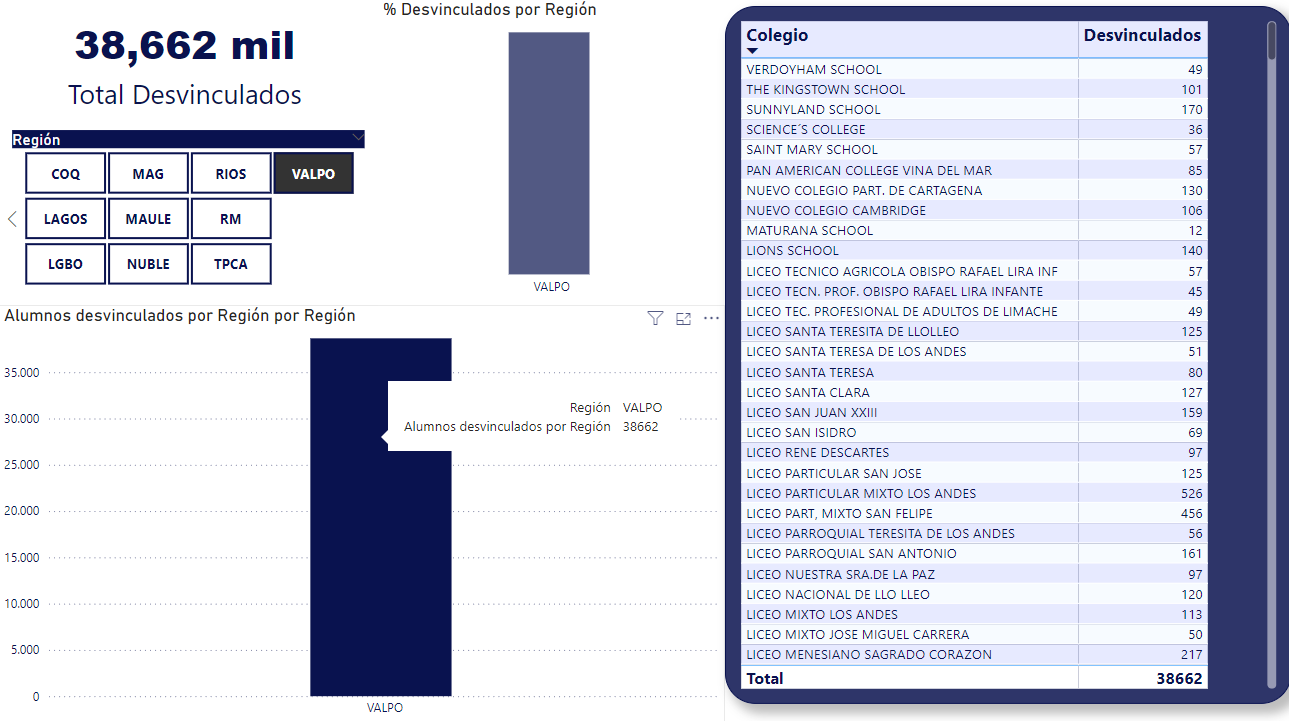 % Desvinculados por Región
38,662 mil
Total Desvinculados
Región
COQ MAG RIOS VALPO
LAGOS MAULE RM
LGBO NUBLE TPCA
VALPO
Alumnos desvinculados por Región por Región
35.000
30.000
25.000
20.000
15.000
10.000
5.000
0
Región VALPO
Alumnos desvinculados por Región 38662
VALPO
Colegio Desvinculados
VERDOYHAM SCHOOL 49
THE KINGSTOWN SCHOOL 101
SUNNYLAND SCHOOL 170
SCIENCE´S COLLEGE 36
SAINT MARY SCHOOL 57
PAN AMERICAN COLLEGE VINA DEL MAR 85
NUEVO COLEGIO PART. DE CARTAGENA 130
NUEVO COLEGIO CAMBRIDGE 106
MATURANA SCHOOL 12
LIONS SCHOOL 140
LICEO TECNICO AGRICOLA OBISPO RAFAEL LIRA INF 57
LICEO TECN. PROF. OBISPO RAFAEL LIRA INFANTE 45
LICEO TEC. PROFESIONAL DE ADULTOS DE LIMACHE 49
LICEO SANTA TERESITA DE LLOLLEO 125
LICEO SANTA TERESA DE LOS ANDES 51
LICEO SANTA TERESA 80
LICEO SANTA CLARA 127
LICEO SAN JUAN XXIII 159
LICEO SAN ISIDRO 69
LICEO RENE DESCARTES 97
LICEO PARTICULAR SAN JOSE 125
LICEO PARTICULAR MIXTO LOS ANDES 526
LICEO PART, MIXTO SAN FELIPE 456
LICEO PARROQUIAL TERESITA DE LOS ANDES 56
LICEO PARROQUIAL SAN ANTONIO 161
LICEO NUESTRA SRA.DE LA PAZ 97
LICEO NACIONAL DE LLO LLEO 120
LICEO MIXTO LOS ANDES 113
LICEO MIXTO JOSE MIGUEL CARRERA 50
LICEO MENESIANO SAGRADO CORAZON 217
Total 38662